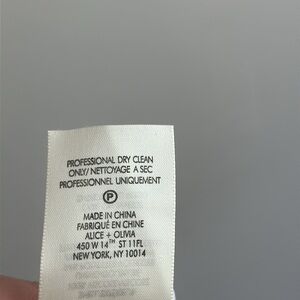 PROFESSIONAL DRY CLEAN
ONLY/ NETTOYAGE A SEC
PROFESSIONNEL UNIQUEMENT
P
MADE IN CHINA
FABRIQUÉ EN CHINE
ALICE + OLIVIA
450 W 14TH ST 11FL
NEW YORK, NY 10014